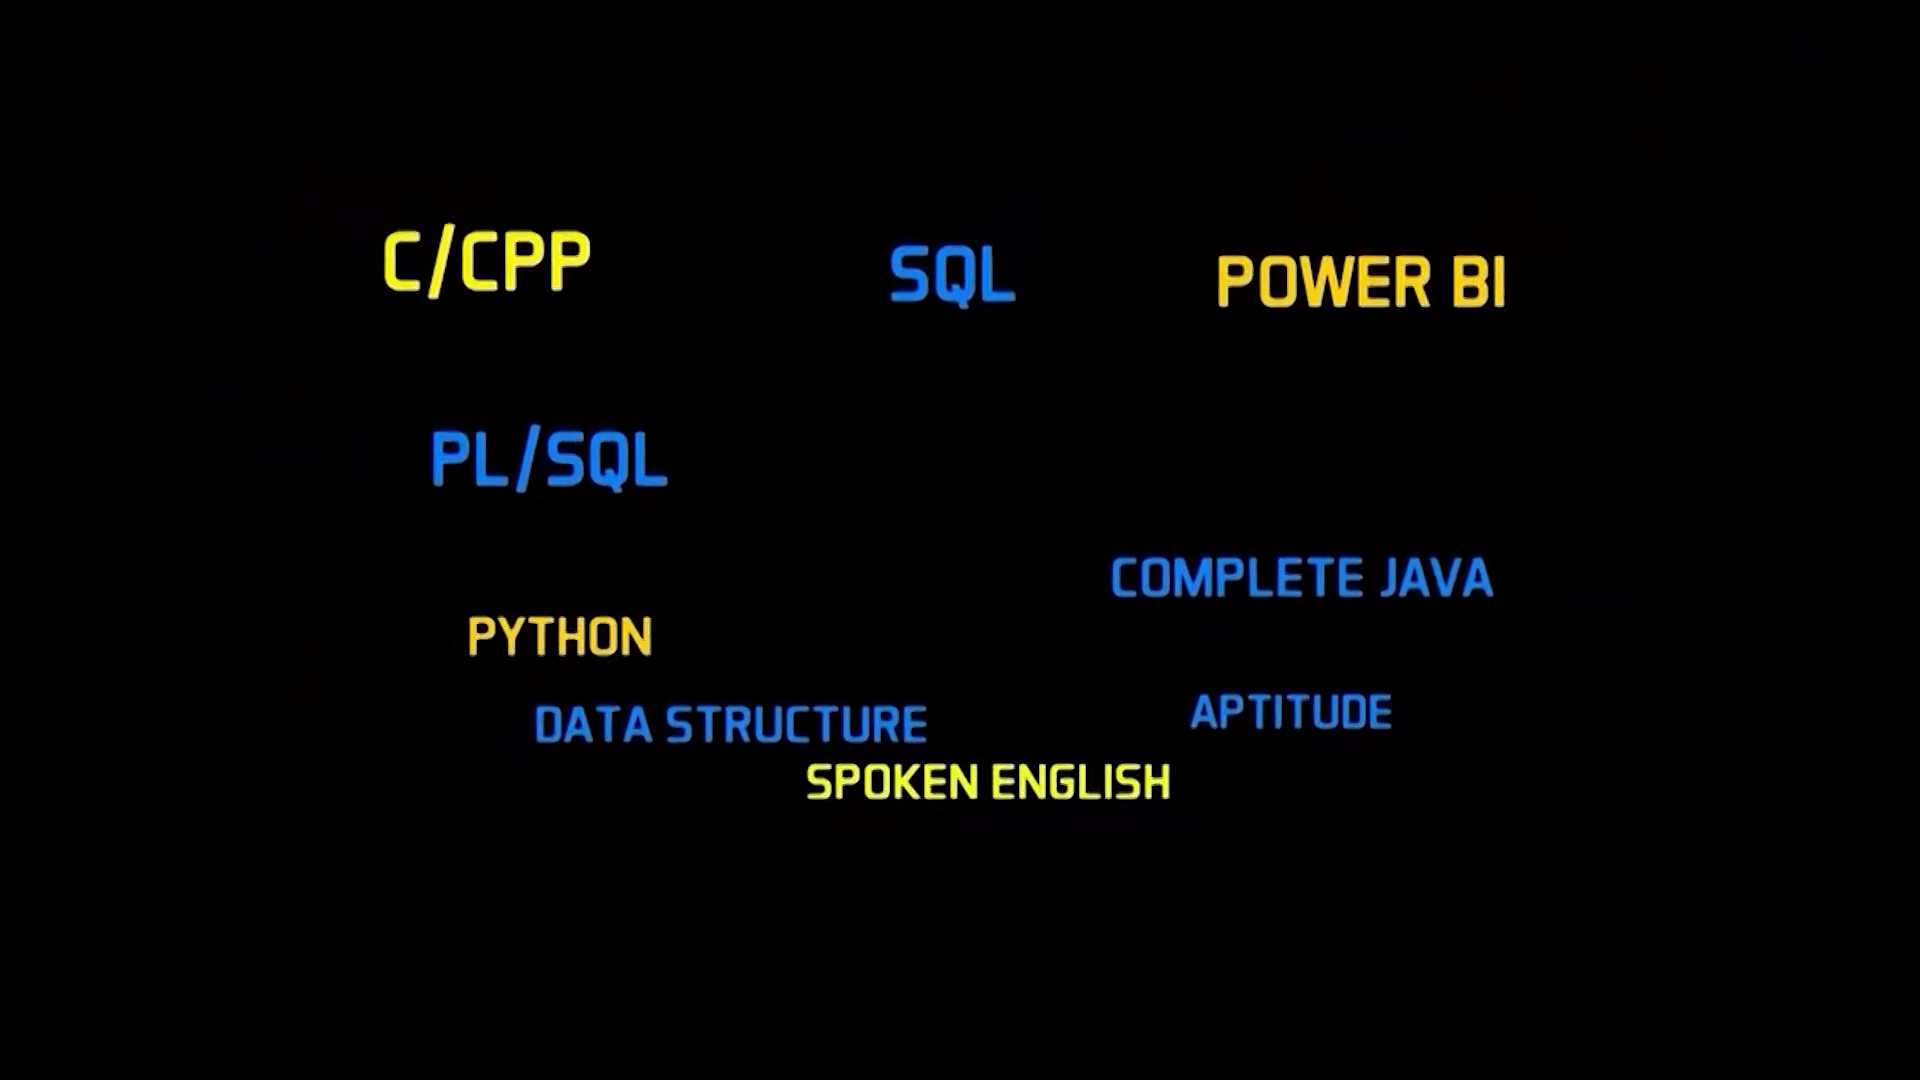 C/CPP
SQL
POWER BI
PL/SQL
COMPLETE JAVA
PYTHON
DATA STRUCTURE
APTITUDE
SPOKEN ENGLISH